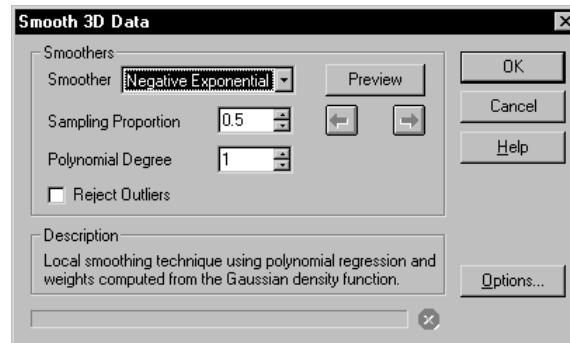 Smooth 3D Data
Smoothers
Smoother Negative Exponential Preview
Sampling Proportion 0.5
Polynomial Degree 1
Reject Outliers
OK
Cancel
Help
Description
Local smoothing technique using polynomial regression and
weights computed from the Gaussian density function.
Options...